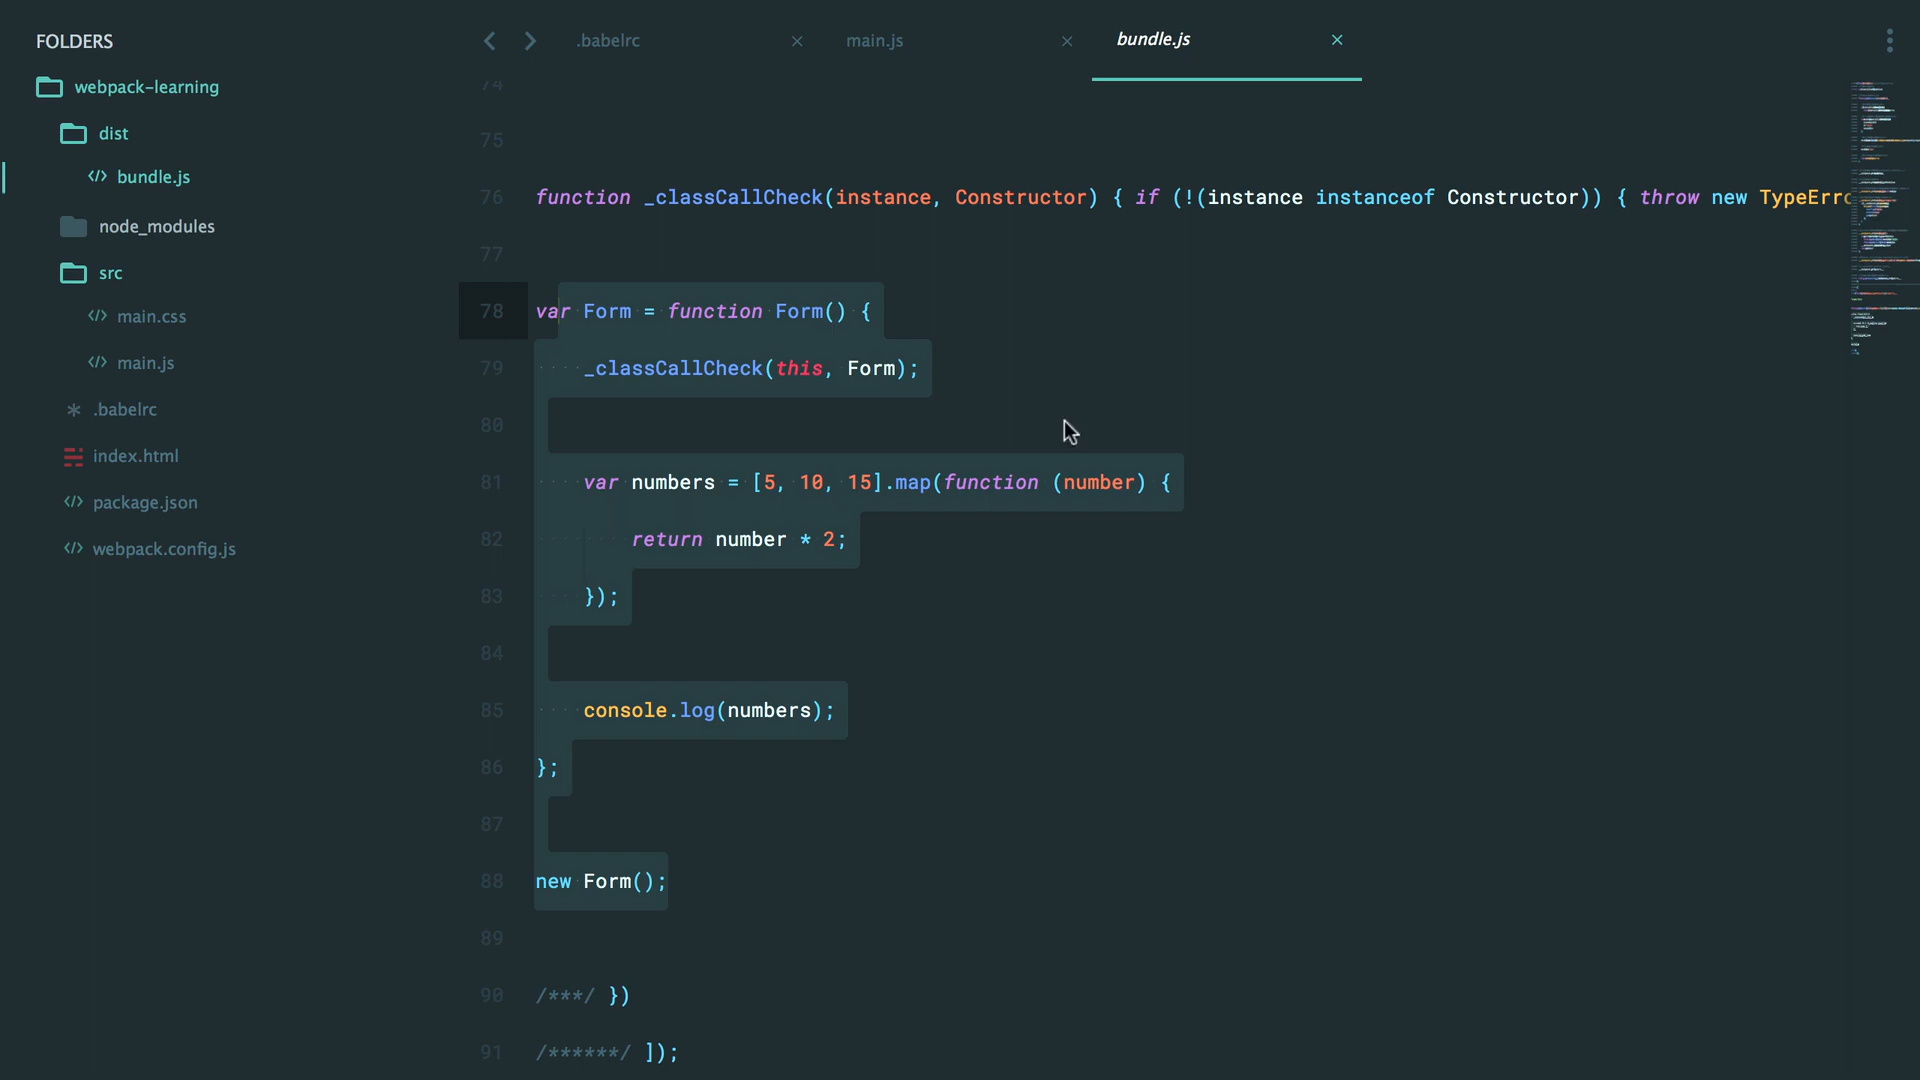 FOLDERS
webpack-learning
dist
bundle.js
node_modules
src
main.css
main.js
.babelrc
index.html
package.json
webpack.config.js
.babelrc
main.js
bundle.js
74
75
76 function _classCallCheck(instance, Constructor) { if (!(instance instanceof Constructor)) { throw new TypeErro
77
78 var Form = function Form() {
79 _classCallCheck(this, Form);
80
81 var numbers = [5, 10, 15].map(function (number) {
82 return number * 2;
83 });
84
85 console.log(numbers);
86 };
87
88 new Form();
89
90 /***/ })
91 /******/ ]);